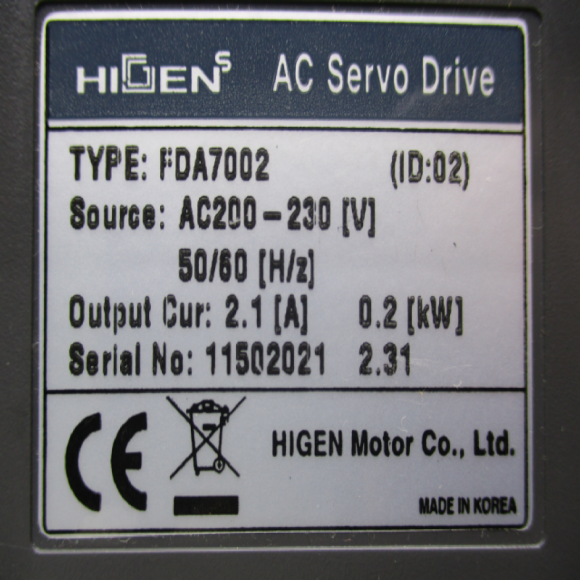 HIGEN S AC Servo Drive
TYPE: FDA7002 (ID:02)
Source: AC200-230 [V]
50/60 [H/z]
Output Cur: 2.1 [A] 0.2 [kW]
Serial No: 11502021 2.31
CE
HIGEN Motor Co., Ltd.
MADE IN KOREA